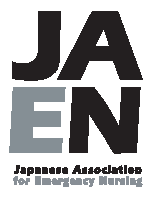 JA
EN
Japanese Association
for Emergency Nursing